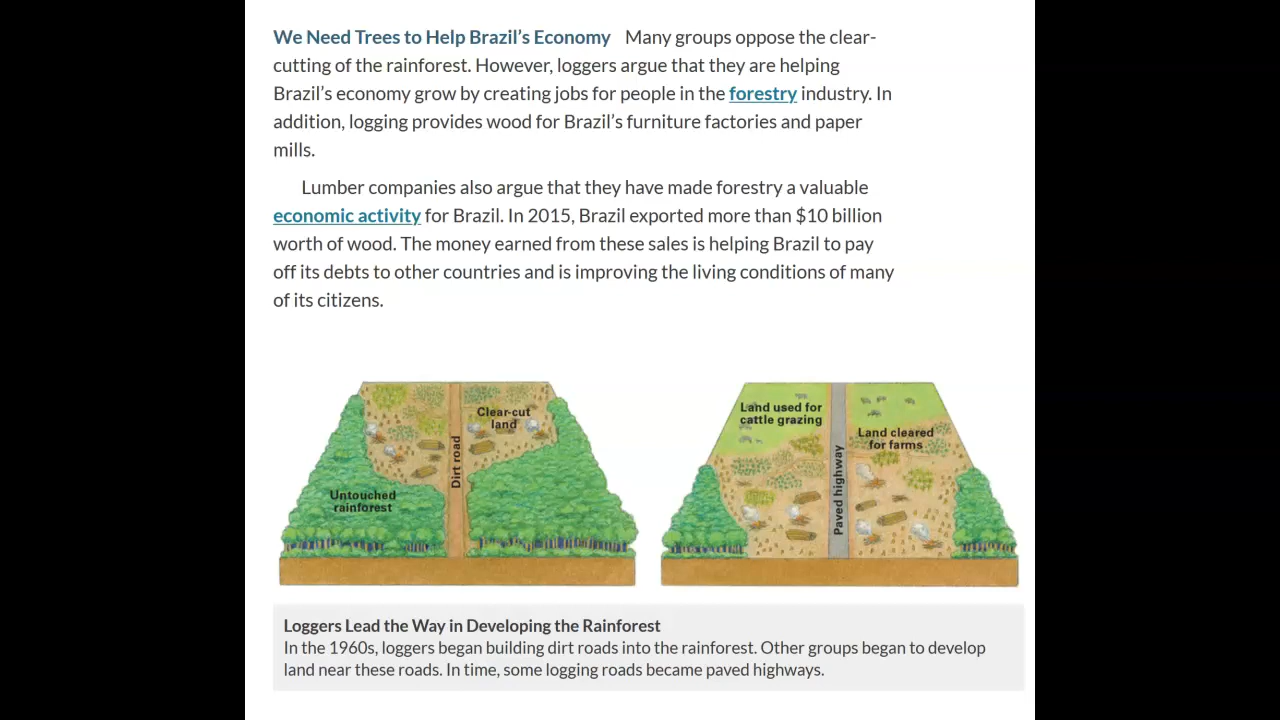 We Need Trees to Help Brazil’s Economy Many groups oppose the clear-
cutting of the rainforest. However, loggers argue that they are helping
Brazil’s economy grow by creating jobs for people in the forestry industry. In
addition, logging provides wood for Brazil’s furniture factories and paper
mills.
Lumber companies also argue that they have made forestry a valuable
economic activity for Brazil. In 2015, Brazil exported more than $10 billion
worth of wood. The money earned from these sales is helping Brazil to pay
off its debts to other countries and is improving the living conditions of many
of its citizens.
Clear-cut
land
Dirt road
Untouched
rainforest
Land used for
cattle grazing
Land cleared
for farms
Paved highway
Loggers Lead the Way in Developing the Rainforest
In the 1960s, loggers began building dirt roads into the rainforest. Other groups began to develop
land near these roads. In time, some logging roads became paved highways.